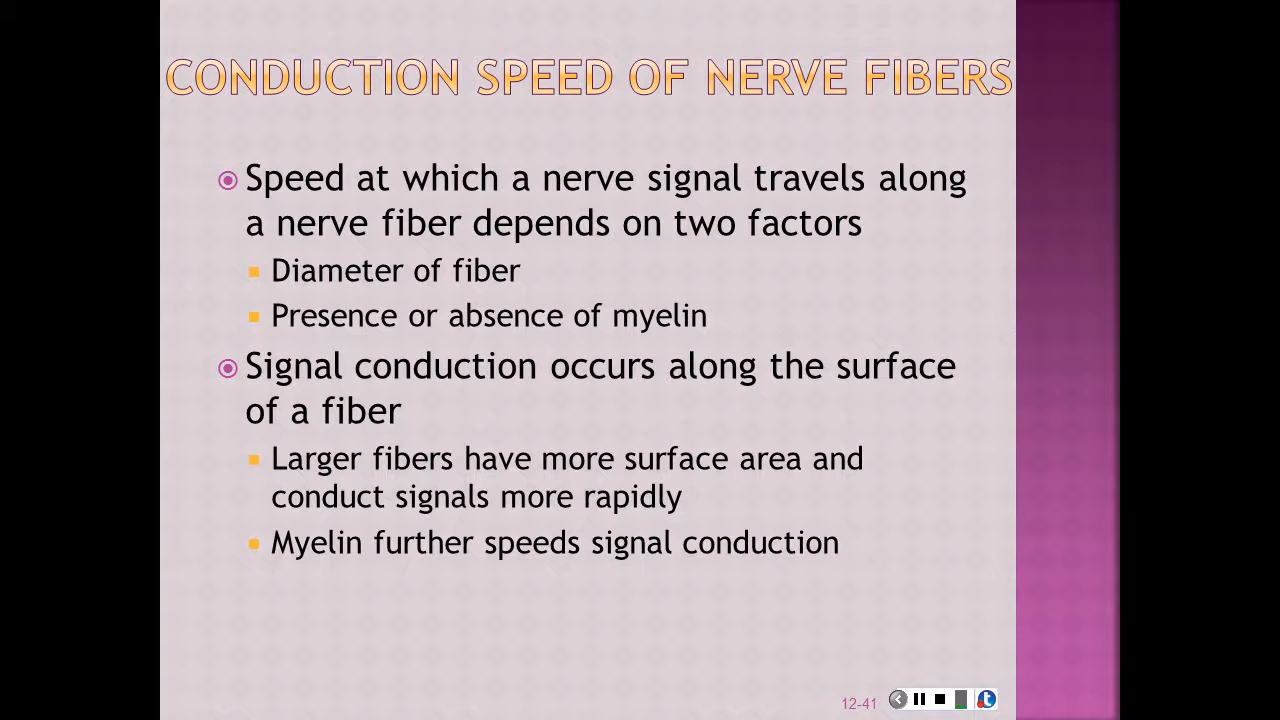 CONDUCTION SPEED OF NERVE FIBERS
Speed at which a nerve signal travels along
a nerve fiber depends on two factors
Diameter of fiber
Presence or absence of myelin
Signal conduction occurs along the surface
of a fiber
Larger fibers have more surface area and
conduct signals more rapidly
Myelin further speeds signal conduction
12-41
t